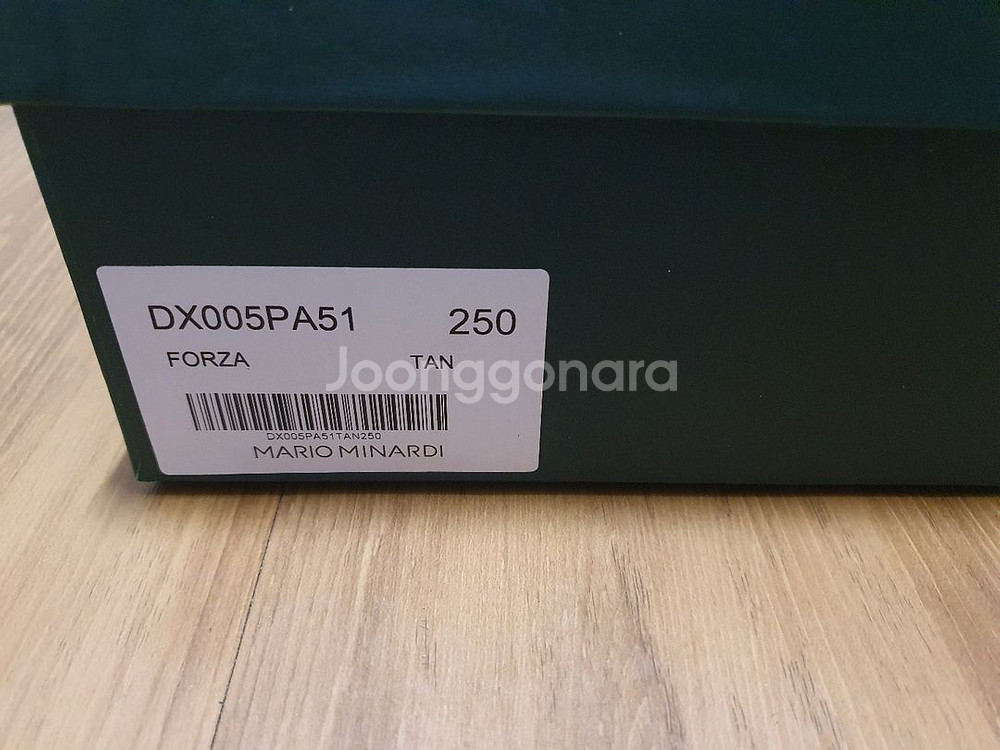 DX005PA51 250
FORZA TAN
Joonggonara
DX005PA51TAN250
MARIO MINARDI